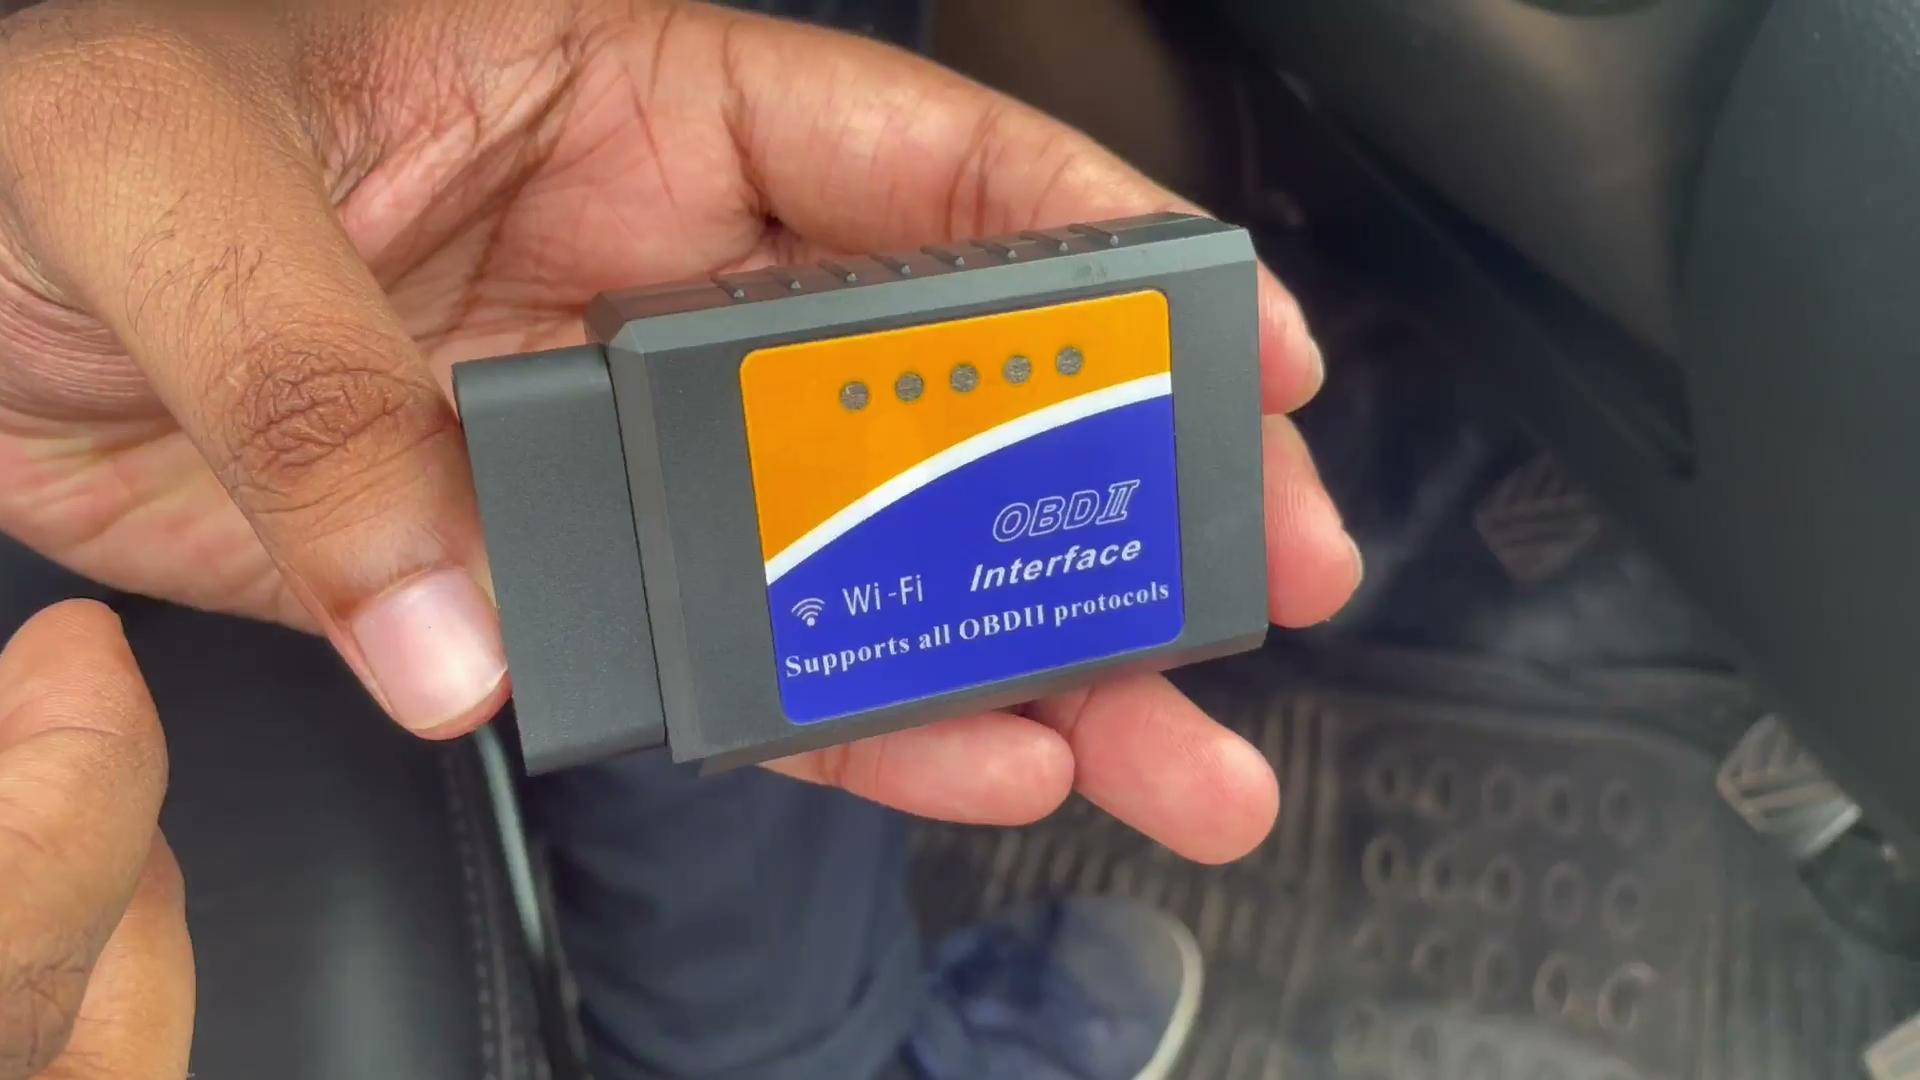 OBDII
Interface
Wi-Fi
Supports all OBDII protocols